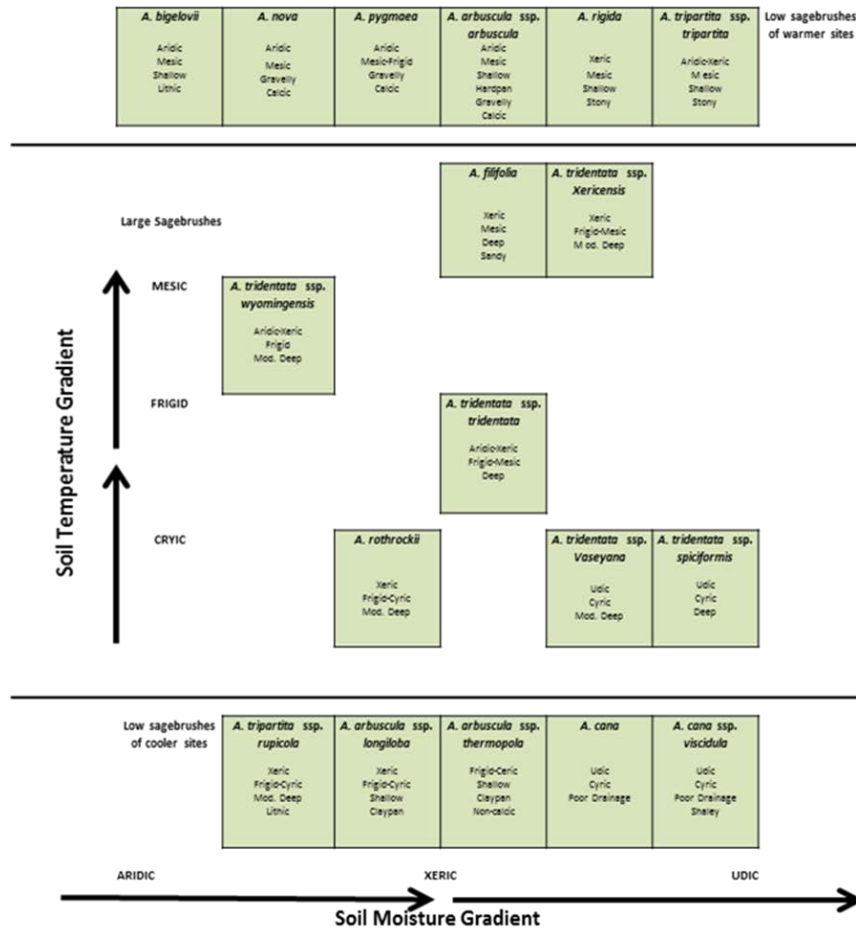 A. bigelovii
Aridic
Mesic
Shallow
Lithic
A. nova
Aridic
Mesic
Gravelly
Calcic
A. pygmaea
Aridic
Mesic-Frigid
Gravelly
Calcic
A. arbuscula ssp.
arbuscula
Aridic
Mesic
Shallow
Hardpan
Gravelly
Calcic
A. rigida
Xeric
Mesic
Shallow
Stony
A. tripartita ssp.
tripartita
Aridic-Xeric
M esic
Shallow
Stony
Low sagebrushes
of warmer sites
Large Sagebrushes
A. filifolia
Xeric
Mesic
Deep
Sandy
A. tridentata ssp.
Xericensis
Xeric
Frigid-Mesic
M od. Deep
Soil Temperature Gradient
MESIC
A. tridentata ssp.
wyomingensis
Aridic-Xeric
Frigid
Mod. Deep
FRIGID
A. tridentata ssp.
tridentata
Aridic-Xeric
Frigid-Mesic
Deep
CRYIC
A. rothrockii
Xeric
Frigid-Cyric
Mod. Deep
A. tridentata ssp.
Vaseyana
Udic
Cyric
Mod. Deep
A. tridentata ssp.
spiciformis
Udic
Cyric
Deep
Low sagebrushes
of cooler sites
A. tripartita ssp.
rupicola
Xeric
Frigid-Cyric
Mod. Deep
Lithic
A. arbuscula ssp.
longiloba
Xeric
Frigid-Cyric
Shallow
Claypan
A. arbuscula ssp.
thermopola
Frigid-Ceric
Shallow
Claypan
Non-calcic
A. cana
Udic
Cyric
Poor Drainage
A. cana ssp.
viscidula
Udic
Cyric
Poor Drainage
Shaley
ARIDIC
XERIC
UDIC
Soil Moisture Gradient